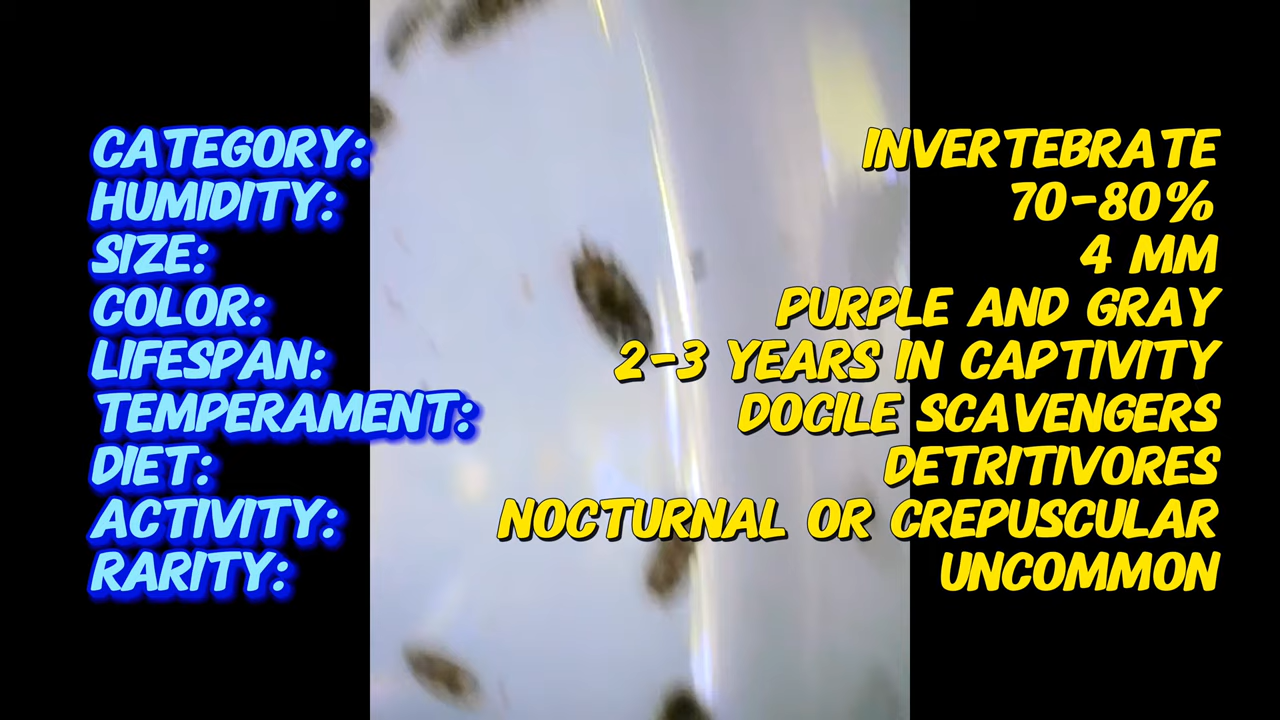 CATEGORY: INVERTEBRATE
HUMIDITY: 70-80%
SIZE: 4 MM
COLOR: PURPLE AND GRAY
LIFESPAN: 2-3 YEARS IN CAPTIVITY
TEMPERAMENT: DOCILE SCAVENGERS
DIET: DETRITIVORES
ACTIVITY: NOCTURNAL OR CREPUSCULAR
RARITY: UNCOMMON